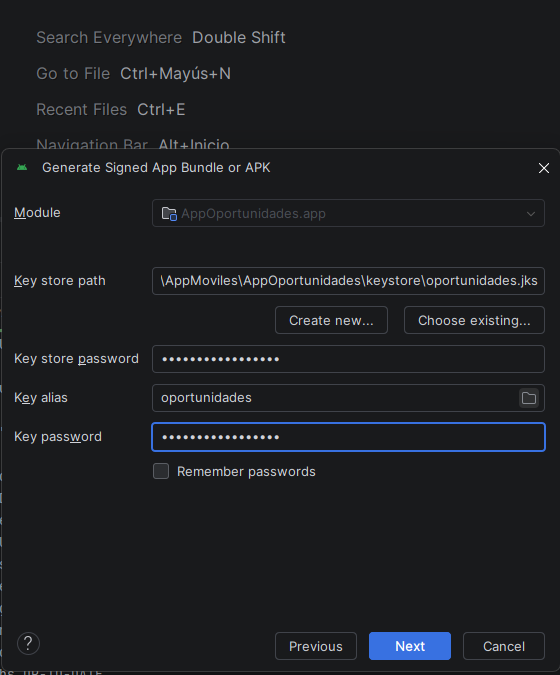 Search Everywhere Double Shift
Go to File Ctrl+Mayús+N
Recent Files Ctrl+E
Navigation Bar Alt+Inicio
Generate Signed App Bundle or APK
Module AppOportunidades.app
Key store path \AppMoviles\AppOportunidades\keystore\oportunidades.jks
Create new... Choose existing...
Key store password •••••••••••••••••
Key alias oportunidades
Key password •••••••••••••••••
Remember passwords
? Previous Next Cancel